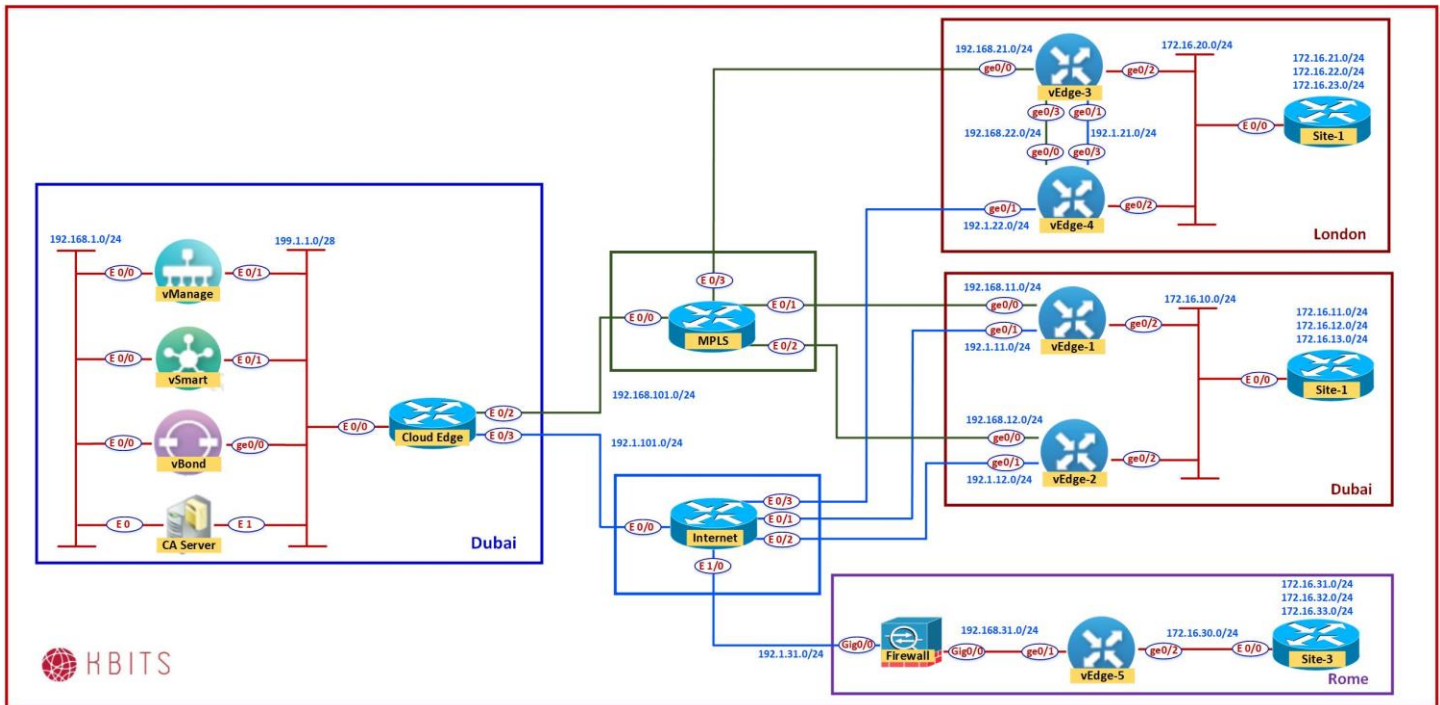 192.168.1.0/24
199.1.1.0/28
E 0/0
vManage
E 0/1
E 0/0
vSmart
E 0/1
E 0/0
vBond
ge0/0
E 0
CA Server
E 1
E 0/0
Cloud Edge
E 0/2
E 0/3
Dubai
192.168.101.0/24
192.1.101.0/24
E 0/3
E 0/0
MPLS
E 0/1
E 0/2
E 0/0
Internet
E 0/3
E 0/1
E 0/2
E 1/0
192.168.21.0/24
ge0/0
vEdge-3
ge0/2
172.16.20.0/24
172.16.21.0/24
172.16.22.0/24
172.16.23.0/24
ge0/3
ge0/1
192.168.22.0/24
192.1.21.0/24
ge0/0
ge0/3
E 0/0
Site-1
ge0/1
192.1.22.0/24
vEdge-4
ge0/2
London
192.168.11.0/24
ge0/0
ge0/1
192.1.11.0/24
vEdge-1
ge0/2
172.16.10.0/24
172.16.11.0/24
172.16.12.0/24
172.16.13.0/24
E 0/0
Site-1
192.168.12.0/24
ge0/0
ge0/1
192.1.12.0/24
vEdge-2
ge0/2
Dubai
192.1.31.0/24
Gig0/0
Firewall
Gig0/0
192.168.31.0/24
ge0/1
vEdge-5
ge0/2
172.16.30.0/24
E 0/0
172.16.31.0/24
172.16.32.0/24
172.16.33.0/24
Site-3
Rome
KBITS